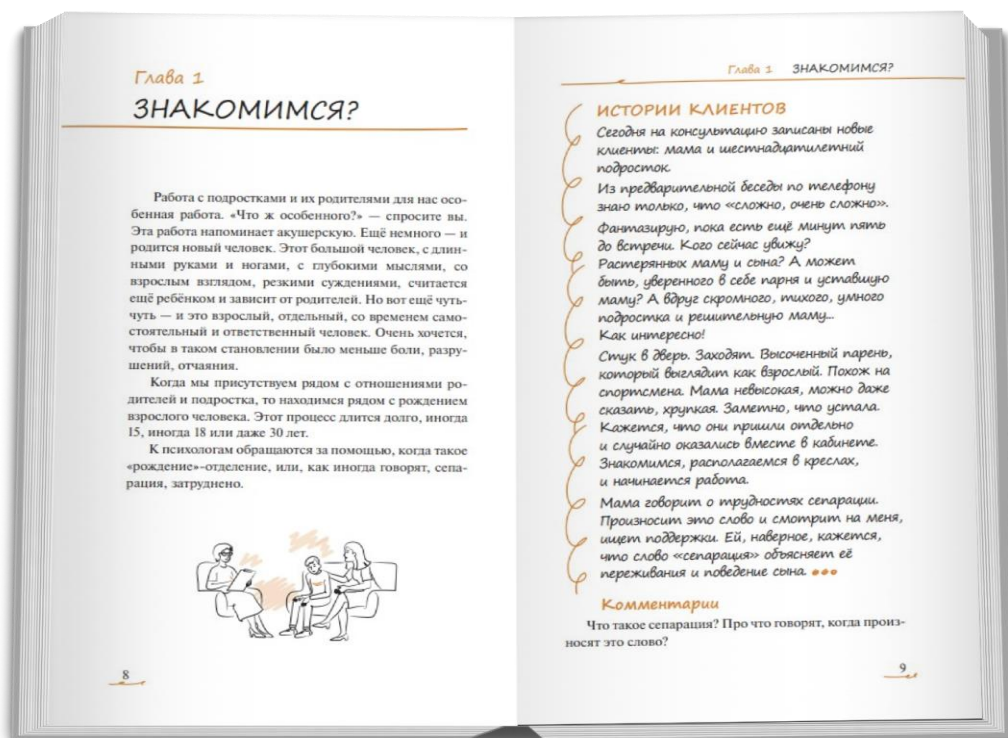 Глава 1
ЗНАКОМИМСЯ?
Работа с подростками и их родителями для нас осо-
бенная работа. «Что ж особенного?» — спросите вы.
Эта работа напоминает акушерскую. Ещё немного — и
родится новый человек. Этот большой человек, с длин-
ными руками и ногами, с глубокими мыслями, со
взрослым взглядом, резкими суждениями, считается
ещё ребёнком и зависит от родителей. Но вот ещё чуть-
чуть — и это взрослый, отдельный, со временем само-
стоятельный и ответственный человек. Очень хочется,
чтобы в таком становлении было меньше боли, разру-
шений, отчаяния.
Когда мы присутствуем рядом с отношениями ро-
дителей и подростка, то находимся рядом с рождением
взрослого человека. Этот процесс длится долго, иногда
15, иногда 18 или даже 30 лет.
К психологам обращаются за помощью, когда такое
«рождение»-отделение, или, как иногда говорят, сепа-
рация, затруднено.
8
Глава 1 ЗНАКОМИМСЯ?
ИСТОРИИ КЛИЕНТОВ
Сегодня на консультацию записаны новые
клиенты: мама и шестнадцатилетний
подросток.
Из предварительной беседы по телефону
знаю только, что «сложно, очень сложно».
Фантазирую, пока есть ещё минут пять
до встречи. Кого сейчас увижу?
Растерянных маму и сына? А может
быть, уверенного в себе парня и уставшую
маму? А вдруг скромного, тихого, умного
подростка и решительную маму...
Как интересно!
Стук в дверь. Заходят. Высоченный парень,
который выглядит как взрослый. Похож на
спортсмена. Мама невысокая, можно даже
сказать, хрупкая. Заметно, что устала.
Кажется, что они пришли отдельно
и случайно оказались вместе в кабинете.
Знакомимся, располагаемся в креслах,
и начинается работа.
Мама говорит о трудностях сепарации.
Произносит это слово и смотрит на меня,
ищет поддержки. Ей, наверное, кажется,
что слово «сепарация» объясняет её
переживания и поведение сына.
Комментарии
Что такое сепарация? Про что говорят, когда произ-
носят это слово?
9